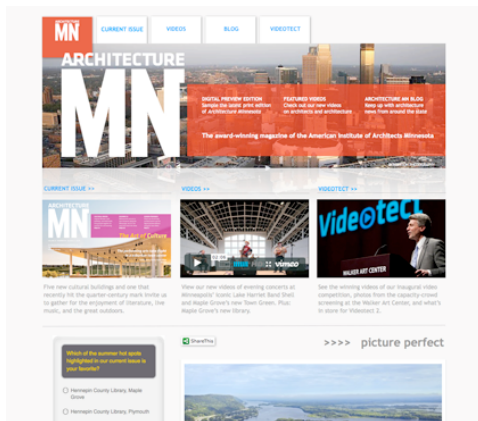 ARCHITECTURE
MN
CURRENT ISSUE
VIDEOS
BLOG
VIDEOTECT
ARCHITECTURE
MN
DIGITAL PREVIEW EDITION
Sample the latest print edition
of architecture Minnesota
FEATURED VIDEOS
Check out our new videos
on architects and architecture
ARCHITECTURE MN BLOG
Keep up with architecture
news from around the state
The award-winning magazine of the American Institute of Architects Minnesota
CURRENT ISSUE >>
VIDEOS >>
VIDEOTECT >>
ARCHITECTURE
MN
The Art of Culture
vimeo
Videotect
WALKER ART CENTER
Five new cultural buildings and one that
recently hit the quarter-century mark invite us
to gather for the enjoyment of literature, live
music, and the great outdoors.
View our new videos of evening concerts at
Minneapolis' iconic Lake Harriet Band Shell
and Maple Grove's new Town Green. Plus:
Maple Grove's new library.
See the winning videos of our inaugural video
competition, photos from the capacity-crowd
screening at the Walker Art Center, and what's
in store for Videotect 2.
ShareThis
>>>> picture perfect
Which of the summer hot spots
highlighted in our current issue is
your favorite?
Hennepin County Library, Maple
Grove
Hennepin County Library, Plymouth